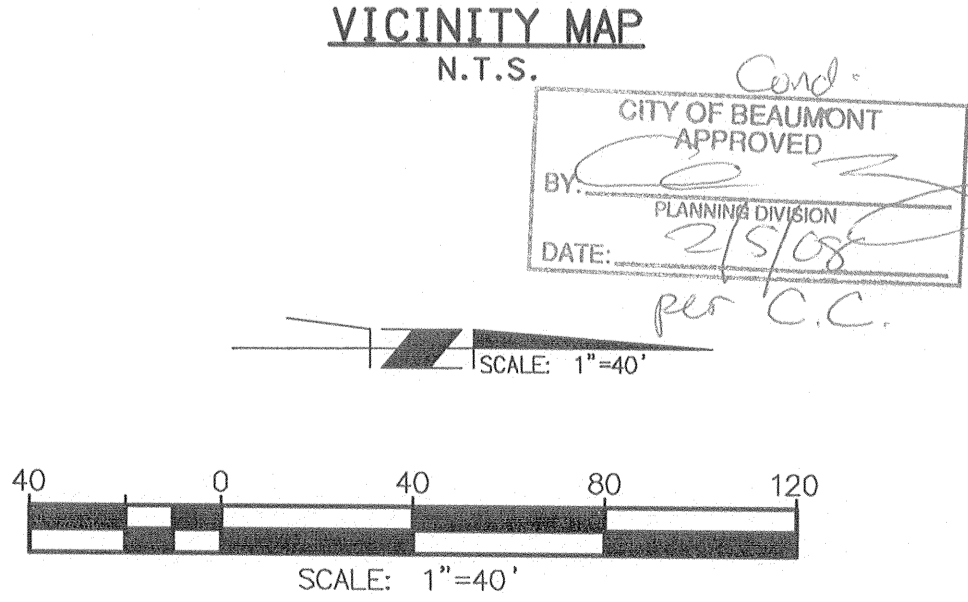 VICINITY MAP
N.T.S.
Cond.
CITY OF BEAUMONT
APPROVED
BY:
PLANNING DIVISION
DATE: 2/5/08
per C.C.
SCALE: 1"=40'
40 0 40 80 120
SCALE: 1"=40'